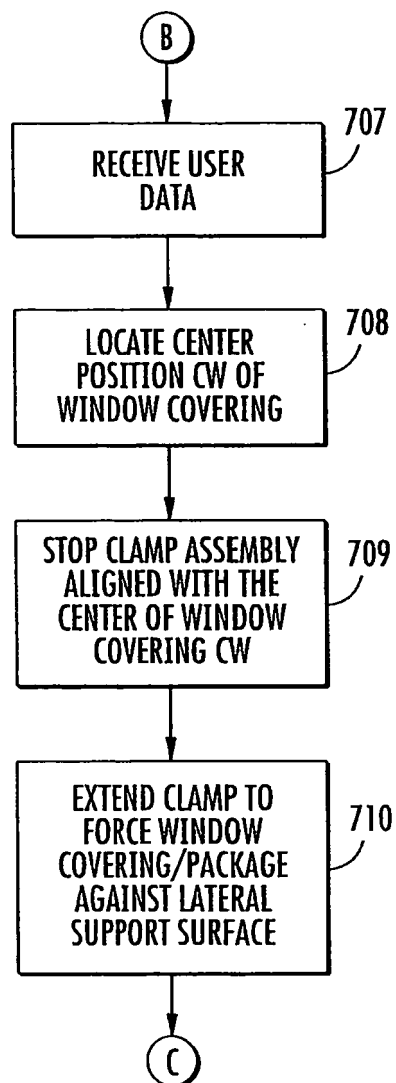 B
707
RECEIVE USER
DATA
708
LOCATE CENTER
POSITION CW OF
WINDOW COVERING
709
STOP CLAMP ASSEMBLY
ALIGNED WITH THE
CENTER OF WINDOW
COVERING CW
710
EXTEND CLAMP TO
FORCE WINDOW
COVERING/PACKAGE
AGAINST LATERAL
SUPPORT SURFACE
C